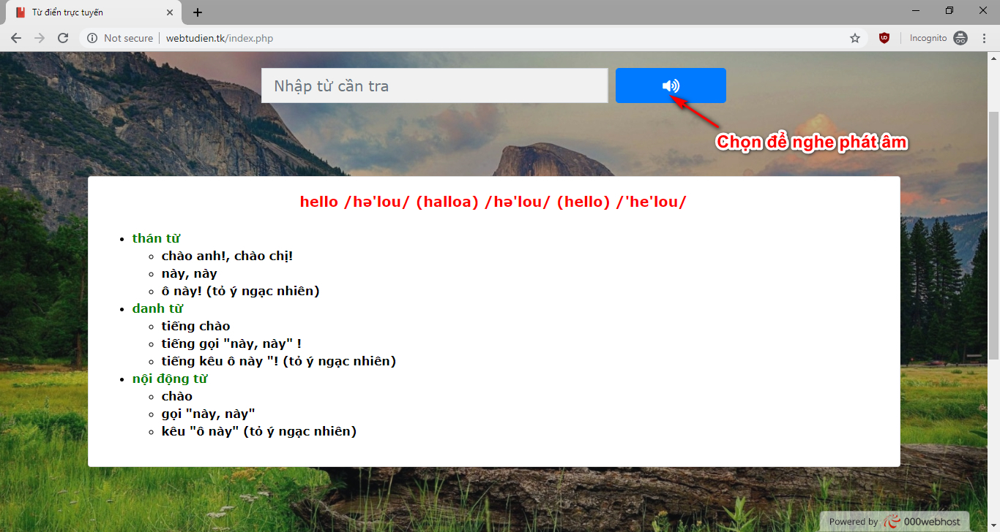 Từ điển trực tuyến
Not secure
webtudien.tk/index.php
Incognito
Nhập từ cần tra
Chọn để nghe phát âm
hello /hə'lou/ (halloa) /hə'lou/ (hello) /'he'lou/
thán từ
chào anh!, chào chị!
này, này
ô này! (tỏ ý ngạc nhiên)
danh từ
tiếng chào
tiếng gọi "này, này" !
tiếng kêu ô này "! (tỏ ý ngạc nhiên)
nội động từ
chào
gọi "này, này"
kêu "ô này" (tỏ ý ngạc nhiên)
Powered by 000webhost